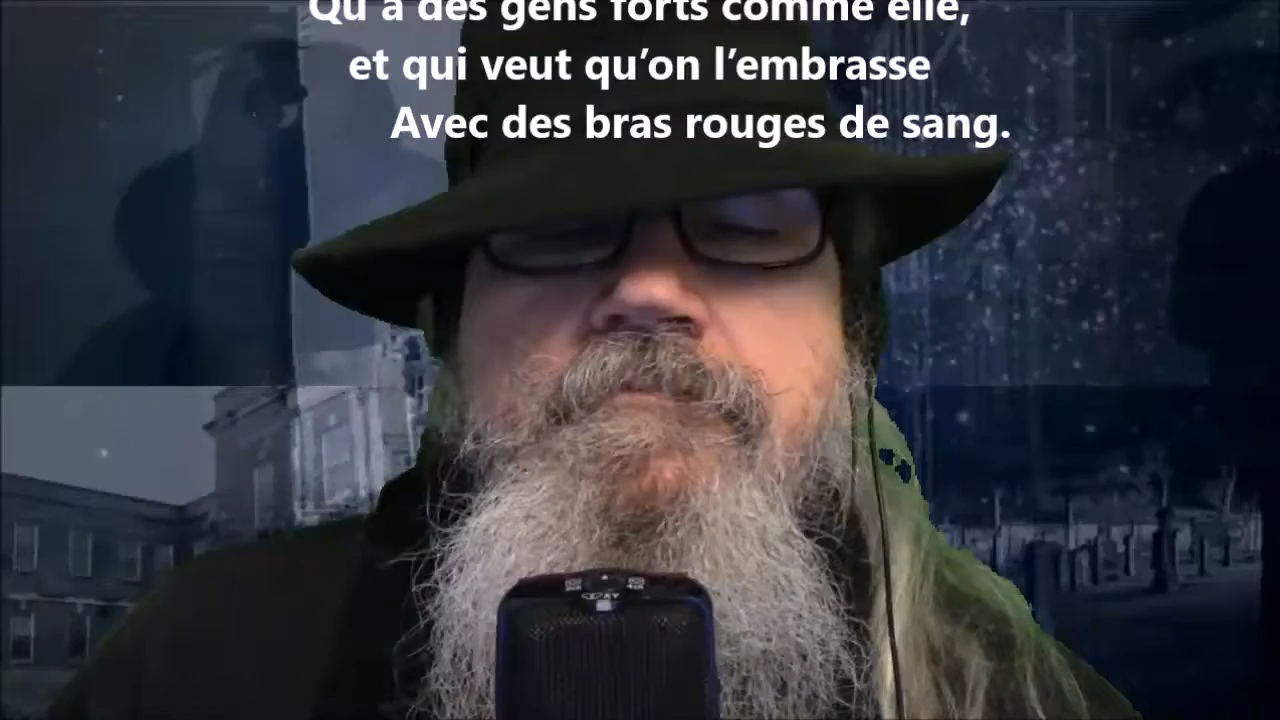 Qu'à des gens forts comme elle,
et qui veut qu’on l’embrasse
Avec des bras rouges de sang.